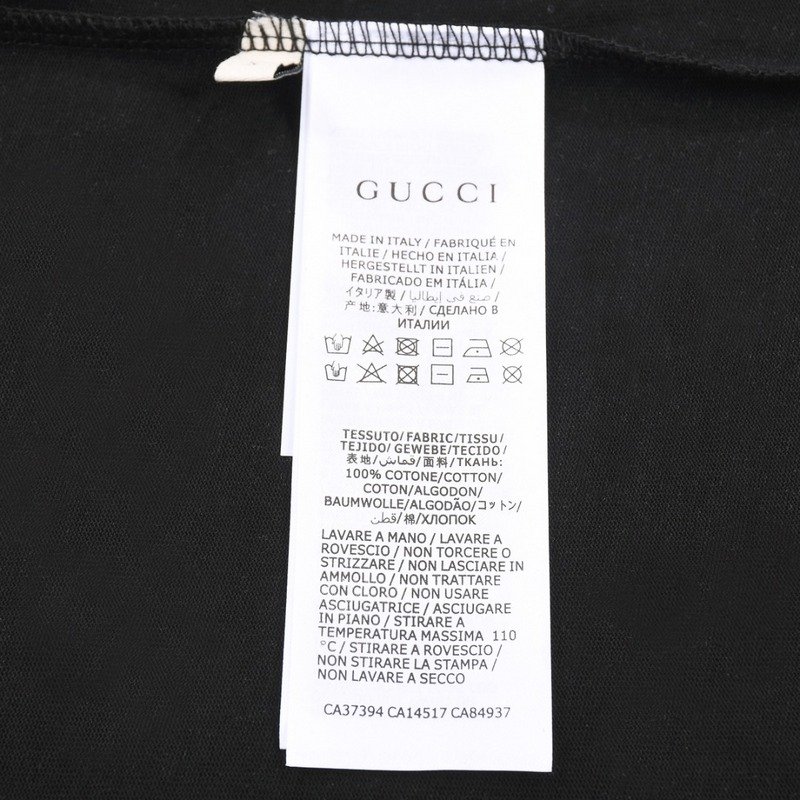 GUCCI
MADE IN ITALY / FABRIQUÉ EN
ITALIE / HECHO EN ITALIA /
HERGESTELLT IN ITALIEN /
FABRICADO EM ITÁLIA /
イタリア製 / صنع في إيطاليا /
产地:意大利 / СДЕЛАНО В
ИТАЛИИ
TESSUTO/FABRIC/TISSU/
TEJIDO/GEWEBE/TECIDO/
表地/قماش/面料/ТКАНЬ:
100% COTONE/COTTON/
COTON/ALGODON/
BAUMWOLLE/ALGODÃO/コットン/
قطن/棉/ХЛОПОК
LAVARE A MANO / LAVARE A
ROVESCIO / NON TORCERE O
STRIZZARE / NON LASCIARE IN
AMMOLLO / NON TRATTARE
CON CLORO / NON USARE
ASCIUGATRICE / ASCIUGARE
IN PIANO / STIRARE A
TEMPERATURA MASSIMA 110
°C / STIRARE A ROVESCIO /
NON STIRARE LA STAMPA /
NON LAVARE A SECCO
CA37394 CA14517 CA84937